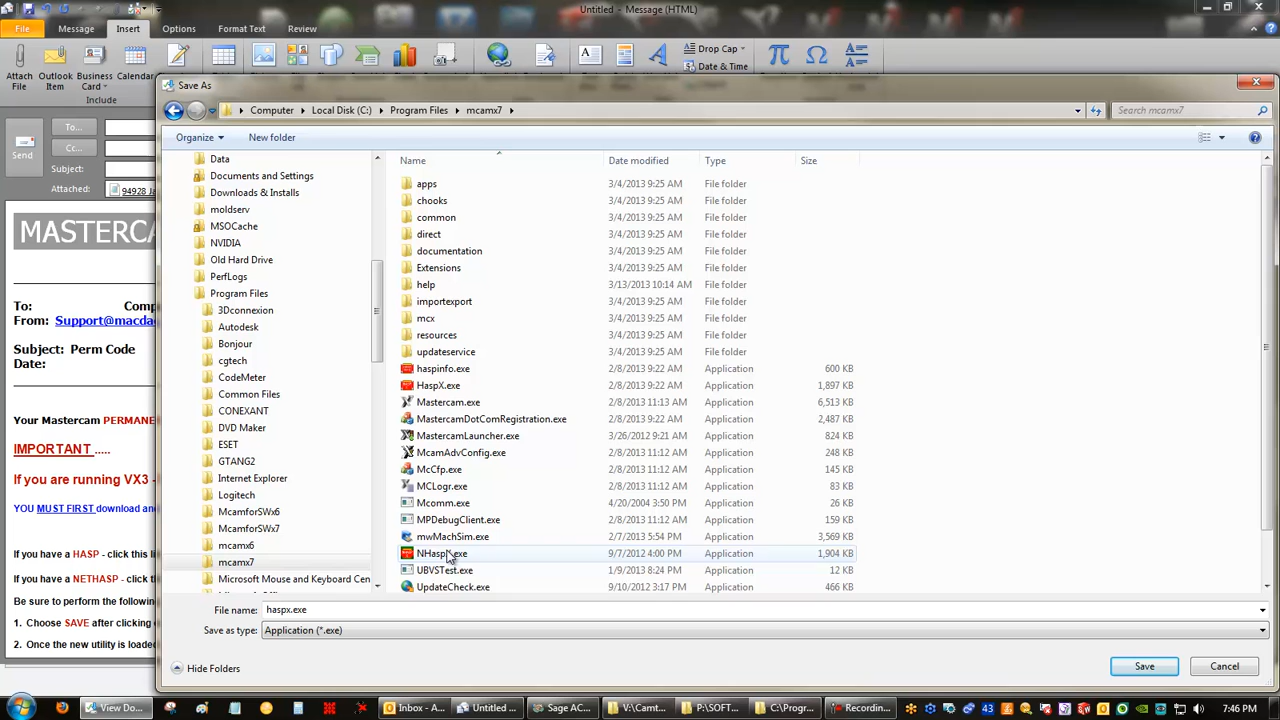 Untitled - Message (HTML)
File Message Insert Options Format Text Review
Attach File
Outlook Item
Business Card
Calendar
Include
Drop Cap
Date & Time
Save As
Computer Local Disk (C:) Program Files mcamx7
Search mcamx7
Organize New folder
Send
To...
Cc...
Subject:
Attached: 94928 Ja
MASTERCA
To: Comp
From: Support@macda
Subject: Perm Code
Date:
Your Mastercam PERMANE
IMPORTANT .....
If you are running VX3 -
YOU MUST FIRST download an
If you have a HASP - click this li
If you have a NETHASP - click th
Be sure to perform the following
1. Choose SAVE after clicking
2. Once the new utility is loade
Data
Documents and Settings
Downloads & Installs
moldserv
MSOCache
NVIDIA
Old Hard Drive
PerfLogs
Program Files
3Dconnexion
Autodesk
Bonjour
cgtech
CodeMeter
Common Files
CONEXANT
DVD Maker
ESET
GTANG2
Internet Explorer
Logitech
McamforSWx6
McamforSWx7
mcamx6
mcamx7
Microsoft Mouse and Keyboard Cen
Name Date modified Type Size
apps 3/4/2013 9:25 AM File folder
chooks 3/4/2013 9:25 AM File folder
common 3/4/2013 9:25 AM File folder
direct 3/4/2013 9:25 AM File folder
documentation 3/4/2013 9:25 AM File folder
Extensions 3/4/2013 9:25 AM File folder
help 3/13/2013 10:14 AM File folder
importexport 3/4/2013 9:25 AM File folder
mcx 3/4/2013 9:25 AM File folder
resources 3/4/2013 9:25 AM File folder
updateservice 3/4/2013 9:25 AM File folder
haspinfo.exe 2/8/2013 9:22 AM Application 600 KB
HaspX.exe 2/8/2013 9:22 AM Application 1,897 KB
Mastercam.exe 2/8/2013 11:13 AM Application 6,513 KB
MastercamDotComRegistration.exe 2/8/2013 9:22 AM Application 2,487 KB
MastercamLauncher.exe 3/26/2012 9:21 AM Application 824 KB
McamAdvConfig.exe 2/8/2013 11:12 AM Application 248 KB
McCfp.exe 2/8/2013 11:12 AM Application 145 KB
MCLogr.exe 2/8/2013 11:12 AM Application 83 KB
Mcomm.exe 4/20/2004 3:50 PM Application 26 KB
MPDebugClient.exe 2/8/2013 11:12 AM Application 159 KB
mwMachSim.exe 2/7/2013 5:54 PM Application 3,569 KB
NHaspX.exe 9/7/2012 4:00 PM Application 1,904 KB
UBVSTest.exe 1/9/2013 8:24 PM Application 12 KB
UpdateCheck.exe 9/10/2012 3:17 PM Application 466 KB
File name: haspx.exe
Save as type: Application (*.exe)
Hide Folders
Save Cancel
View Do... Inbox - A... Untitled ... Sage AC... V:\Camt... P:\SOFT... C:\Progr... Recordin... 43 7:46 PM